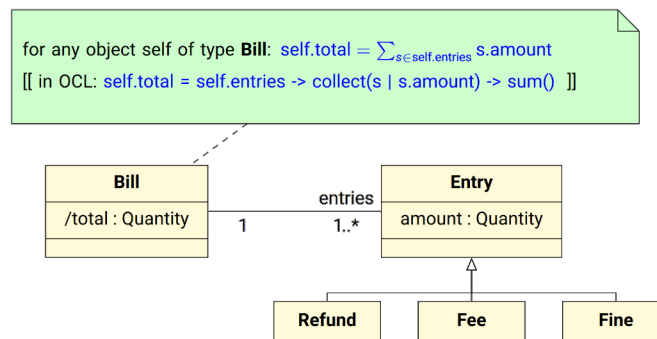 for any object self of type Bill: self.total = ∑s∈self.entries s.amount
[[ in OCL: self.total = self.entries -> collect(s | s.amount) -> sum() ]]
Bill
/total : Quantity
1
entries
1..*
Entry
amount : Quantity
Refund
Fee
Fine